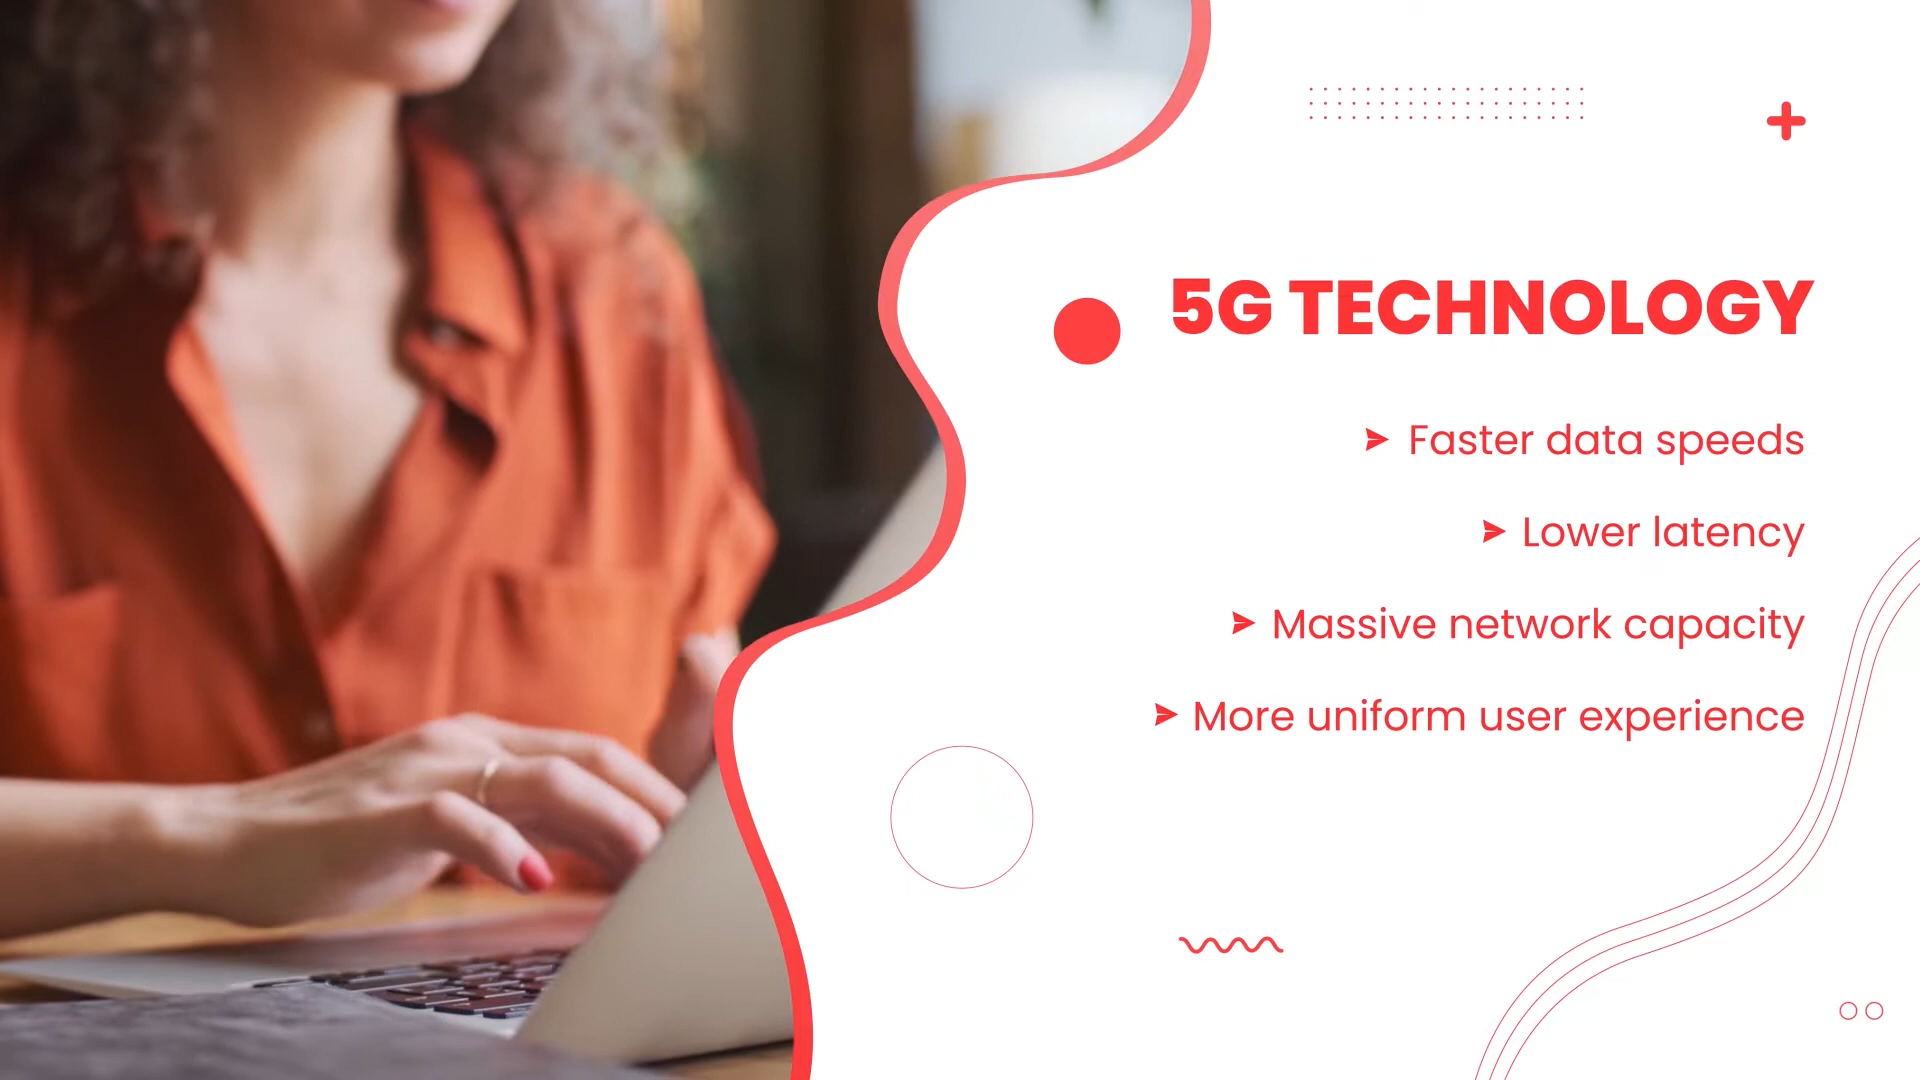 5G TECHNOLOGY
Faster data speeds
Lower latency
Massive network capacity
More uniform user experience